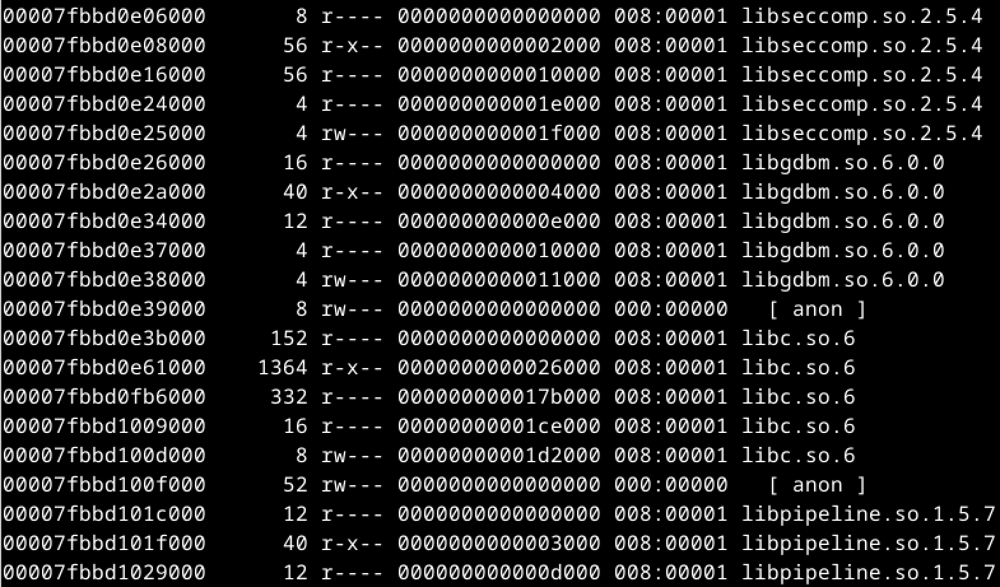 00007fbbd0e06000       8 r---- 0000000000000000 008:00001 libseccomp.so.2.5.4
00007fbbd0e08000      56 r-x-- 0000000000002000 008:00001 libseccomp.so.2.5.4
00007fbbd0e16000      56 r---- 0000000000010000 008:00001 libseccomp.so.2.5.4
00007fbbd0e24000       4 r---- 000000000001e000 008:00001 libseccomp.so.2.5.4
00007fbbd0e25000       4 rw--- 000000000001f000 008:00001 libseccomp.so.2.5.4
00007fbbd0e26000      16 r---- 0000000000000000 008:00001 libgdbm.so.6.0.0
00007fbbd0e2a000      40 r-x-- 0000000000004000 008:00001 libgdbm.so.6.0.0
00007fbbd0e34000      12 r---- 000000000000e000 008:00001 libgdbm.so.6.0.0
00007fbbd0e37000       4 r---- 0000000000010000 008:00001 libgdbm.so.6.0.0
00007fbbd0e38000       4 rw--- 0000000000011000 008:00001 libgdbm.so.6.0.0
00007fbbd0e39000       8 rw--- 0000000000000000 000:00000   [ anon ]
00007fbbd0e3b000     152 r---- 0000000000000000 008:00001 libc.so.6
00007fbbd0e61000    1364 r-x-- 0000000000026000 008:00001 libc.so.6
00007fbbd0fb6000     332 r---- 000000000017b000 008:00001 libc.so.6
00007fbbd1009000      16 r---- 00000000001ce000 008:00001 libc.so.6
00007fbbd100d000       8 rw--- 00000000001d2000 008:00001 libc.so.6
00007fbbd100f000      52 rw--- 0000000000000000 000:00000   [ anon ]
00007fbbd101c000      12 r---- 0000000000000000 008:00001 libpipeline.so.1.5.7
00007fbbd101f000      40 r-x-- 0000000000003000 008:00001 libpipeline.so.1.5.7
00007fbbd1029000      12 r---- 000000000000d000 008:00001 libpipeline.so.1.5.7